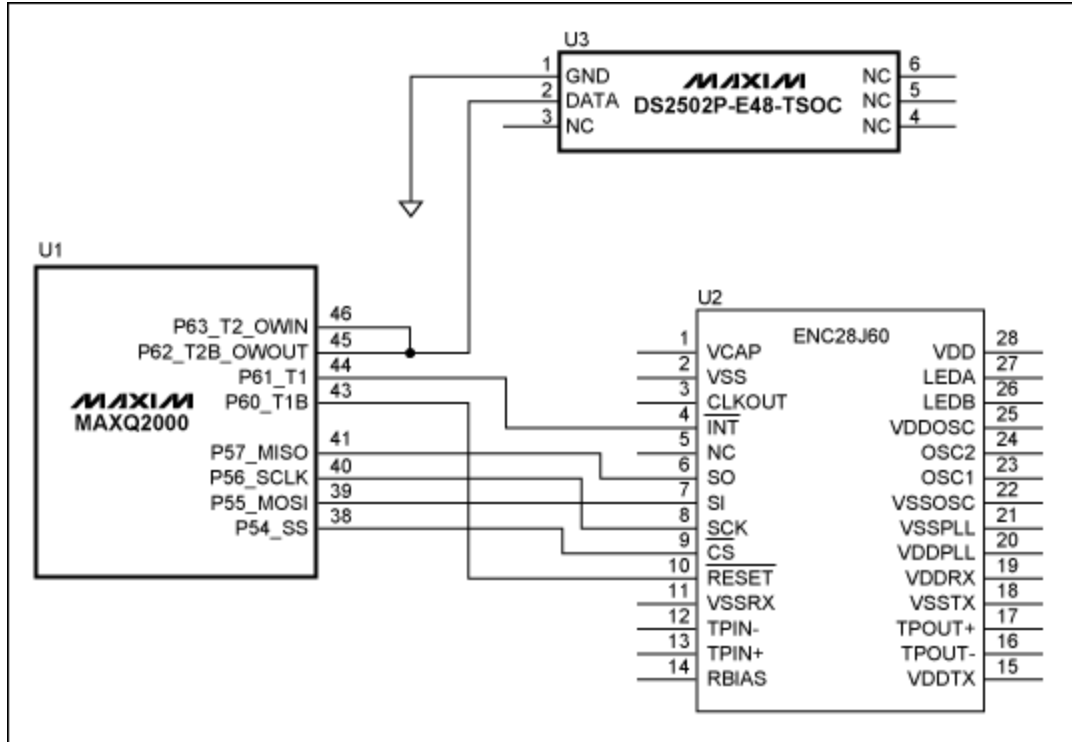 U3
1 GND
2 DATA
3 NC
MAXIM
DS2502P-E48-TSOC
NC 6
NC 5
NC 4
U1
MAXIM
MAXQ2000
P63_T2_OWIN 46
P62_T2B_OWOUT 45
P61_T1 44
P60_T1B 43
P57_MISO 41
P56_SCLK 40
P55_MOSI 39
P54_SS 38
U2
ENC28J60
1 VCAP
2 VSS
3 CLKOUT
4 INT
5 NC
6 SO
7 SI
8 SCK
9 CS
10 RESET
11 VSSRX
12 TPIN-
13 TPIN+
14 RBIAS
VDD 28
LEDA 27
LEDB 26
VDDOSC 25
OSC2 24
OSC1 23
VSSOSC 22
VSSPLL 21
VDDPLL 20
VDDRX 19
VSSTX 18
TPOUT+ 17
TPOUT- 16
VDDTX 15